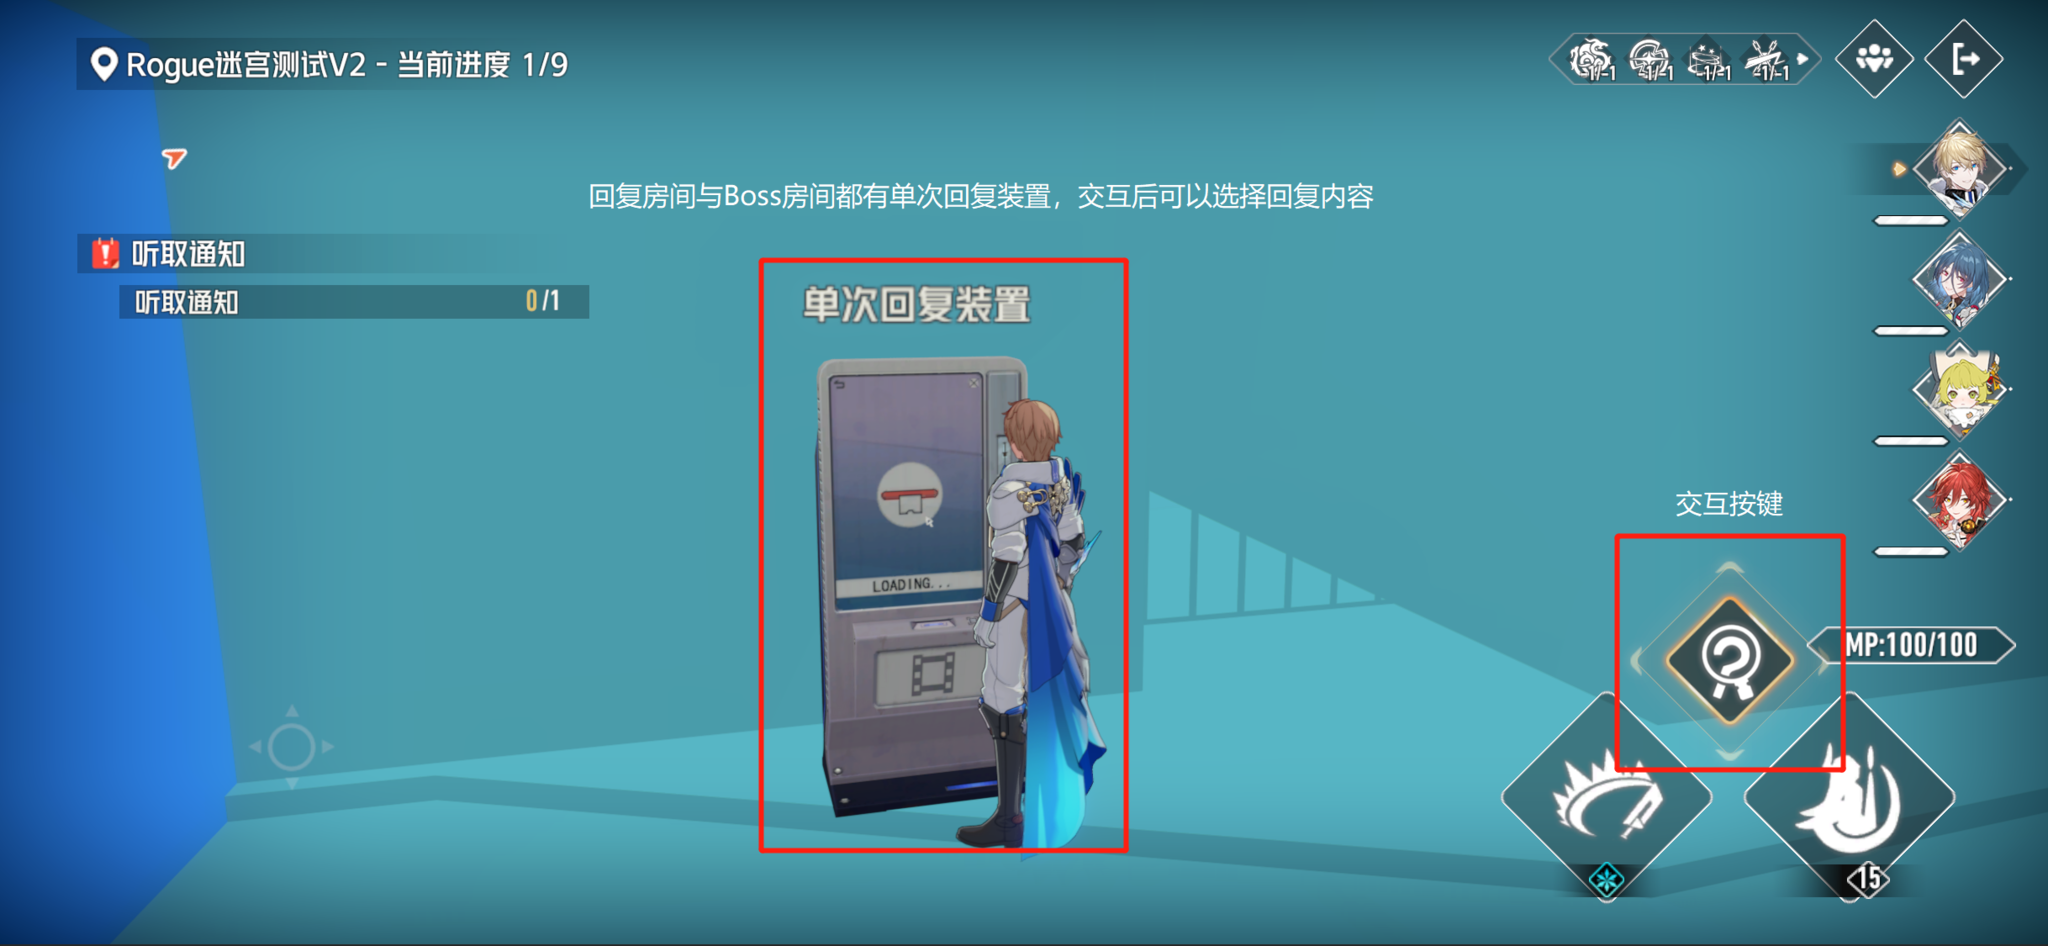 Rogue迷宫测试V2 - 当前进度 1/9
-1/-1
-1/-1
-1/-1
-1/-1
回复房间与Boss房间都有单次回复装置，交互后可以选择回复内容
听取通知
听取通知 0/1
单次回复装置
LOADING...
交互按键
MP:100/100
15